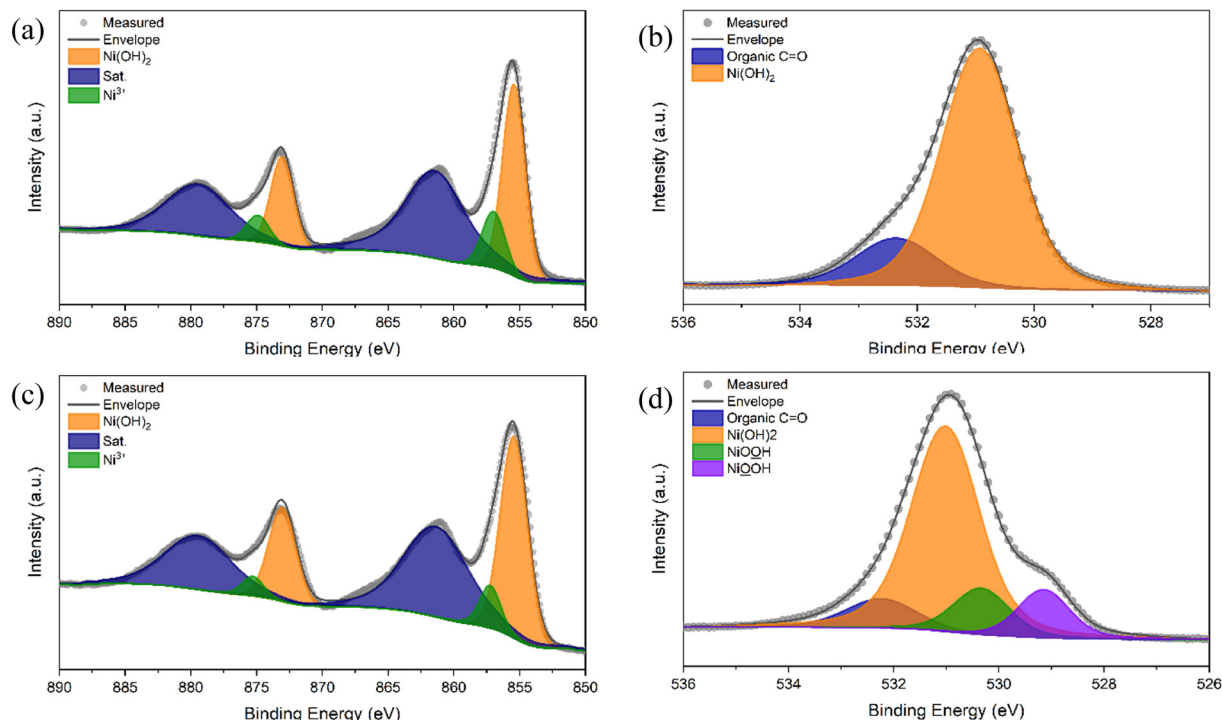 (a)
Measured
Envelope
Ni(OH)₂
Sat.
Ni³⁺
Intensity (a.u.)
890 885 880 875 870 865 860 855 850
Binding Energy (eV)
(b)
Measured
Envelope
Organic C=O
Ni(OH)₂
Intensity (a.u.)
536 534 532 530 528
Binding Energy (eV)
(c)
Measured
Envelope
Ni(OH)₂
Sat.
Ni³⁺
Intensity (a.u.)
890 885 880 875 870 865 860 855 850
Binding Energy (eV)
(d)
Measured
Envelope
Organic C=O
Ni(OH)2
NiOOH
NiOOH
Intensity (a.u.)
536 534 532 530 528 526
Binding Energy (eV)